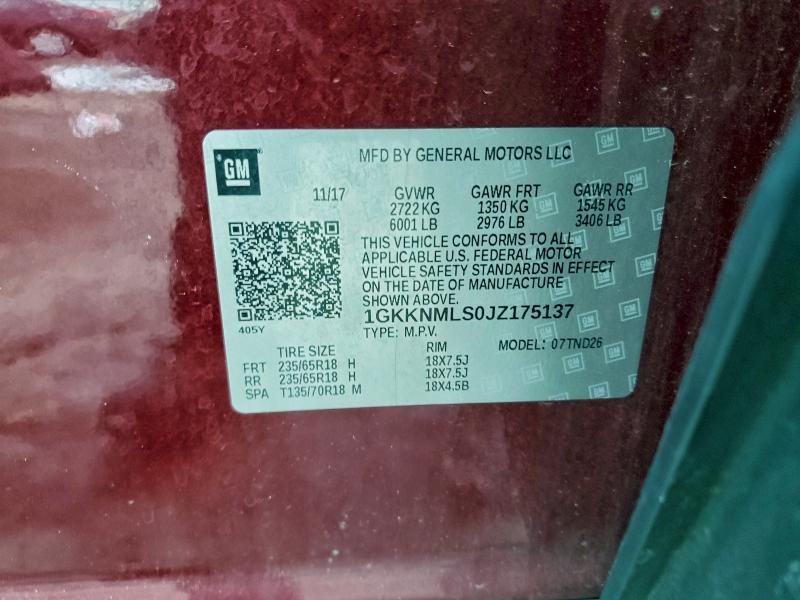 GM
MFD BY GENERAL MOTORS LLC
11/17 GVWR GAWR FRT GAWR RR
2722 KG 1350 KG 1545 KG
6001 LB 2976 LB 3406 LB
THIS VEHICLE CONFORMS TO ALL
APPLICABLE U.S. FEDERAL MOTOR
VEHICLE SAFETY STANDARDS IN EFFECT
ON THE DATE OF MANUFACTURE
SHOWN ABOVE.
1GKKNMLS0JZ175137
405Y
TYPE: M.P.V.
TIRE SIZE RIM MODEL: 07TND26
FRT 235/65R18 H 18X7.5J
RR 235/65R18 H 18X7.5J
SPA T135/70R18 M 18X4.5B